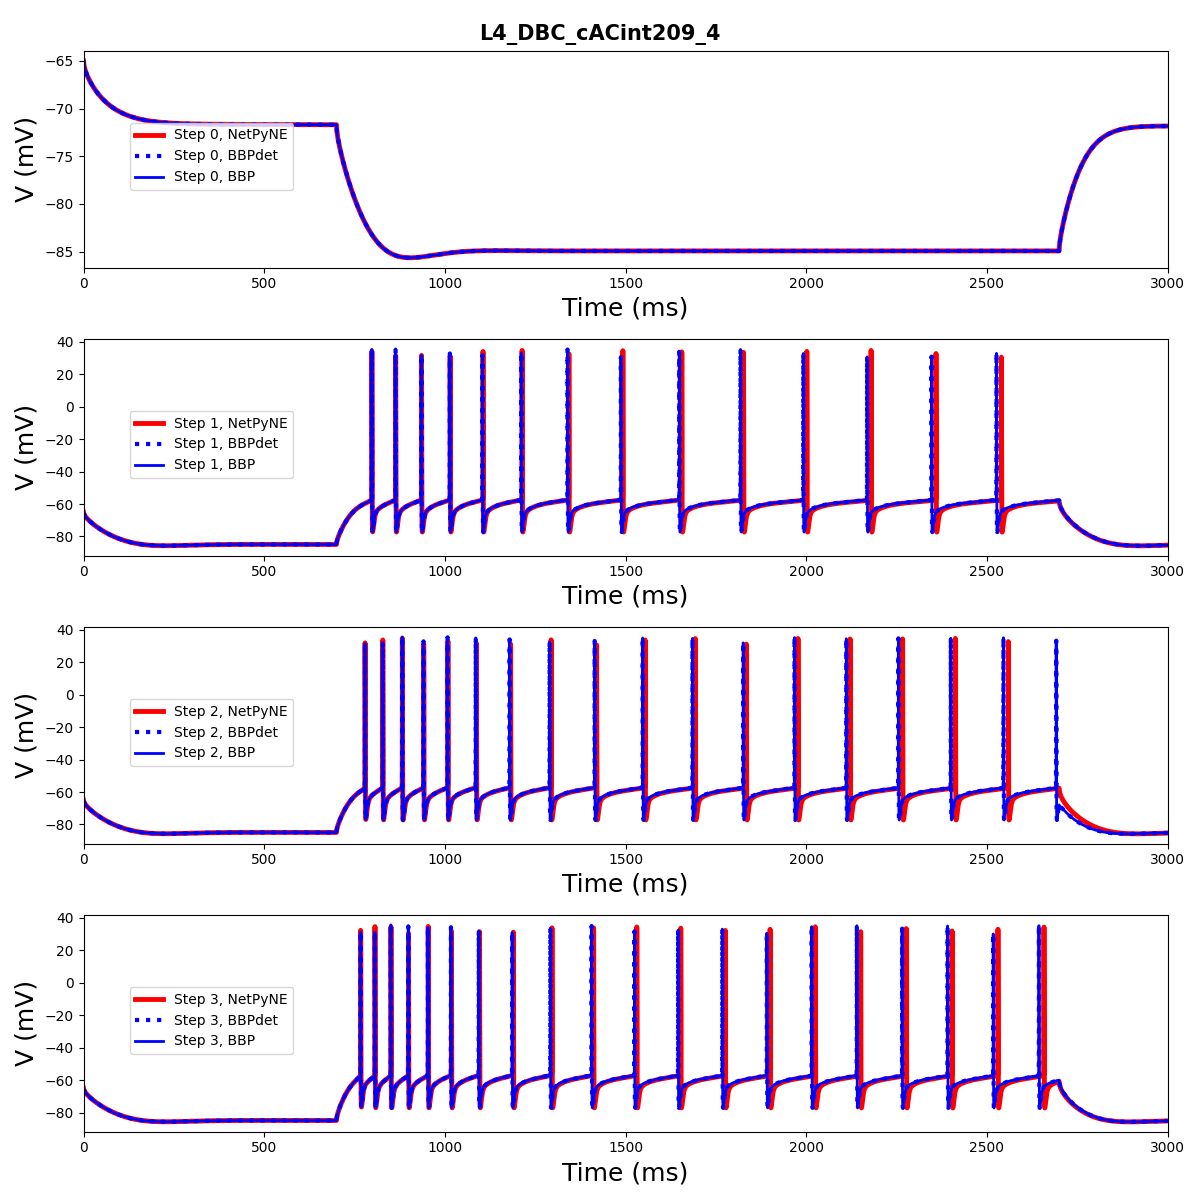 L4_DBC_cACint209_4
−65
−70
−75
−80
−85
V (mV)
Step 0, NetPyNE
Step 0, BBPdet
Step 0, BBP
0 500 1000 1500 2000 2500 3000
Time (ms)
40
20
0
−20
−40
−60
−80
V (mV)
Step 1, NetPyNE
Step 1, BBPdet
Step 1, BBP
0 500 1000 1500 2000 2500 3000
Time (ms)
40
20
0
−20
−40
−60
−80
V (mV)
Step 2, NetPyNE
Step 2, BBPdet
Step 2, BBP
0 500 1000 1500 2000 2500 3000
Time (ms)
40
20
0
−20
−40
−60
−80
V (mV)
Step 3, NetPyNE
Step 3, BBPdet
Step 3, BBP
0 500 1000 1500 2000 2500 3000
Time (ms)